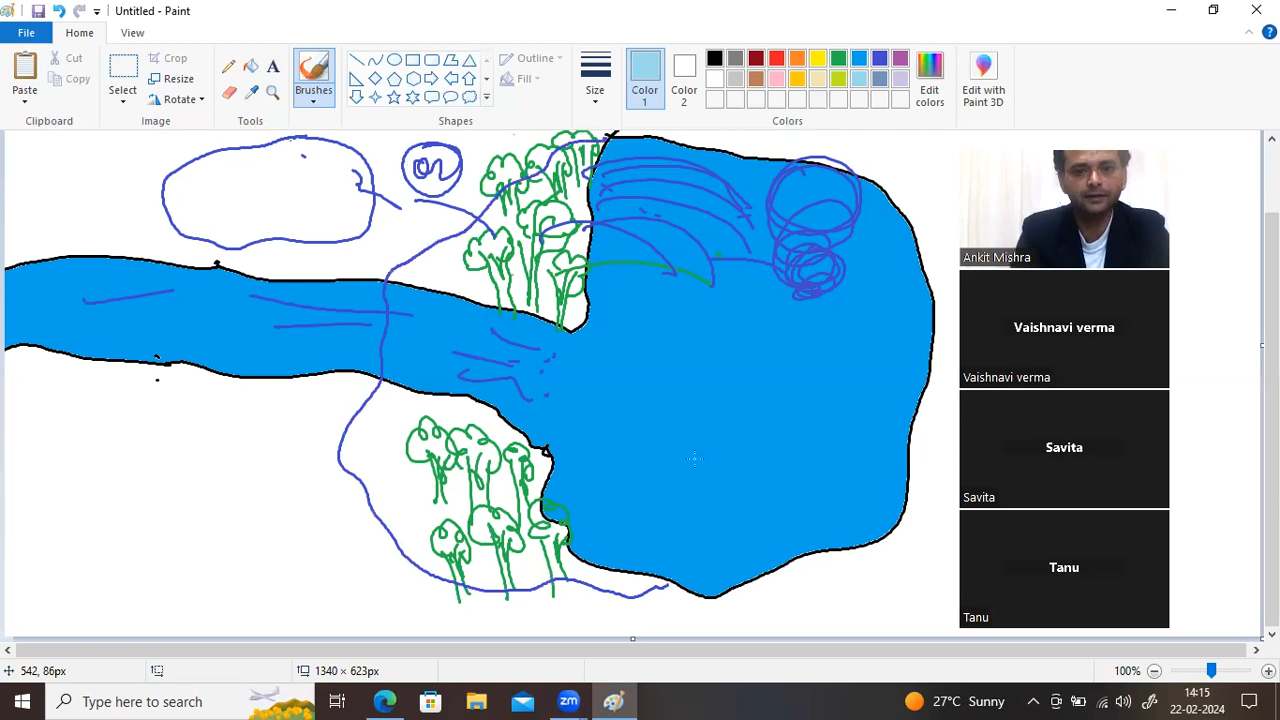 Untitled - Paint
File
Home
View
Paste
Cut
Copy
Clipboard
Select
Crop
Resize
Rotate
Image
A
Tools
Brushes
Shapes
Outline
Fill
Size
Color 1
Color 2
Edit colors
Colors
Edit with Paint 3D
Ankit Mishra
Vaishnavi verma
Vaishnavi verma
Savita
Savita
Tanu
Tanu
542, 86px
1340 × 623px
100%
Type here to search
zm
27°C Sunny
14:15
22-02-2024